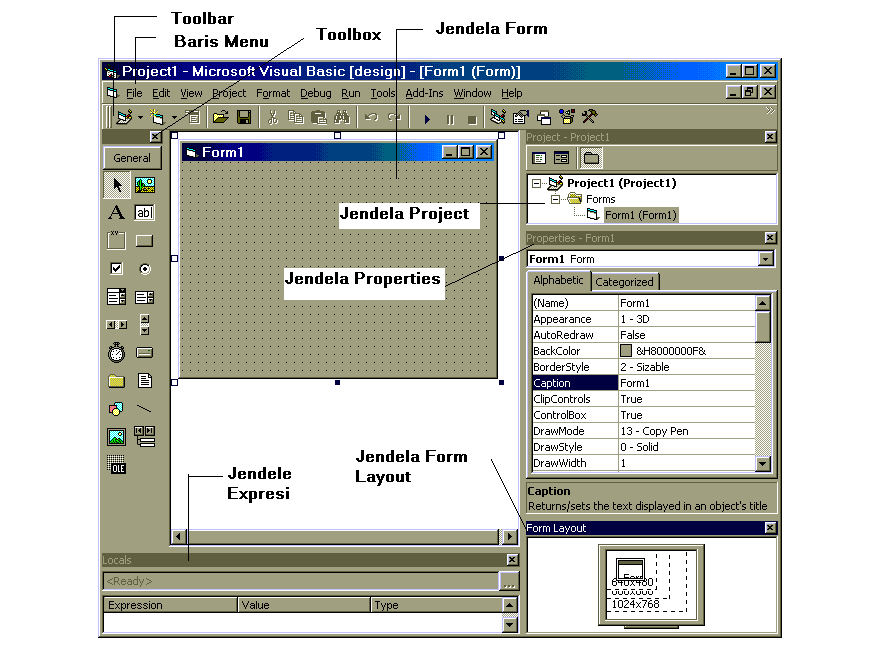 Toolbar
Baris Menu
Toolbox
Jendela Form
Project1 - Microsoft Visual Basic [design] - [Form1 (Form)]
File Edit View Project Format Debug Run Tools Add-Ins Window Help
General
A
abl
xv
OLE
Form1
Jendela Project
Jendela Properties
Project - Project1
Project1 (Project1)
Forms
Form1 (Form1)
Properties - Form1
Form1 Form
Alphabetic Categorized
(Name) Form1
Appearance 1 - 3D
AutoRedraw False
BackColor &H8000000F&
BorderStyle 2 - Sizable
Caption Form1
ClipControls True
ControlBox True
DrawMode 13 - Copy Pen
DrawStyle 0 - Solid
DrawWidth 1
Caption
Returns/sets the text displayed in an object's title
Jendele
Expresi
Jendela Form
Layout
Form Layout
640x480
1024x768
Locals
<Ready>
...
Expression Value Type